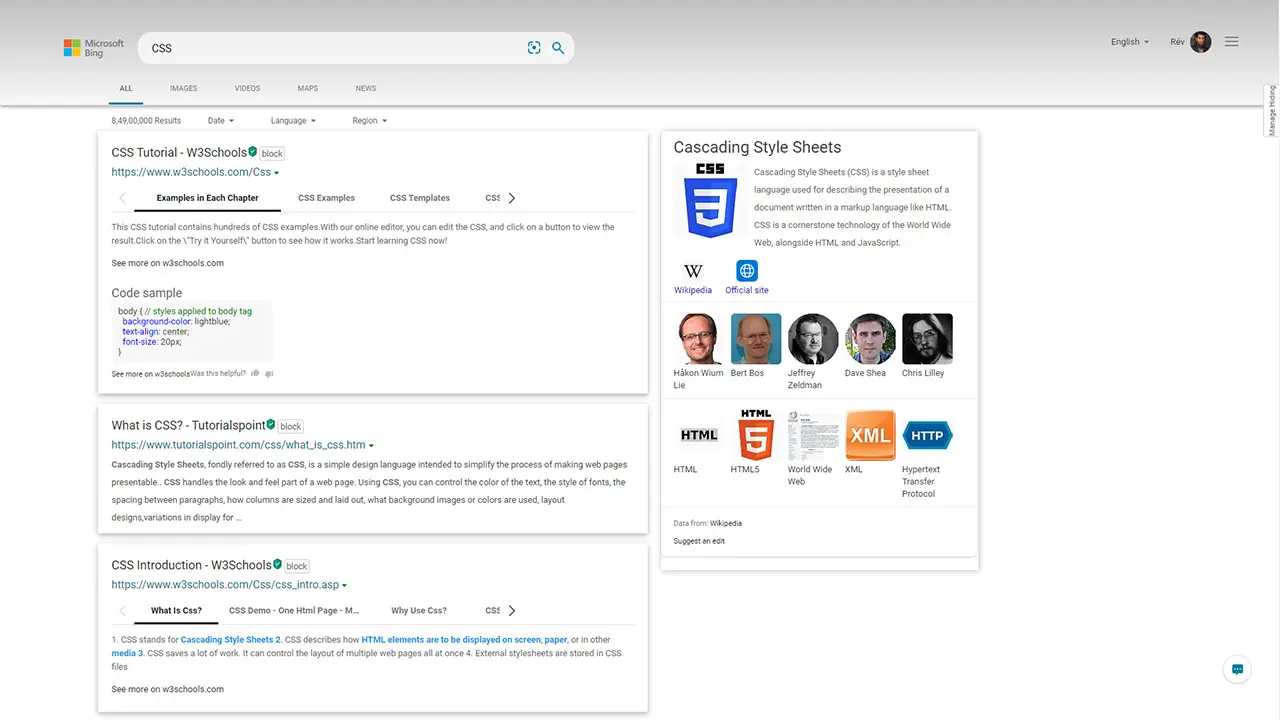 Microsoft
Bing
CSS
English
Rév
ALL
IMAGES
VIDEOS
MAPS
NEWS
Manage Hiding
8,49,00,000 Results
Date
Language
Region
CSS Tutorial - W3Schools block
https://www.w3schools.com/Css
Examples in Each Chapter
CSS Examples
CSS Templates
CSS
This CSS tutorial contains hundreds of CSS examples.With our online editor, you can edit the CSS, and click on a button to view the
result.Click on the \"Try it Yourself\" button to see how it works.Start learning CSS now!
See more on w3schools.com
Code sample
body { // styles applied to body tag
background-color: lightblue;
text-align: center;
font-size: 20px;
}
See more on w3schoolsWas this helpful?
What is CSS? - Tutorialspoint block
https://www.tutorialspoint.com/css/what_is_css.htm
Cascading Style Sheets, fondly referred to as CSS, is a simple design language intended to simplify the process of making web pages
presentable.. CSS handles the look and feel part of a web page. Using CSS, you can control the color of the text, the style of fonts, the
spacing between paragraphs, how columns are sized and laid out, what background images or colors are used, layout
designs,variations in display for ...
CSS Introduction - W3Schools block
https://www.w3schools.com/Css/css_intro.asp
What Is Css?
CSS Demo - One Html Page - M...
Why Use Css?
CSS
1. CSS stands for Cascading Style Sheets 2. CSS describes how HTML elements are to be displayed on screen, paper, or in other
media 3. CSS saves a lot of work. It can control the layout of multiple web pages all at once 4. External stylesheets are stored in CSS
files
See more on w3schools.com
Cascading Style Sheets
CSS
3
Cascading Style Sheets (CSS) is a style sheet
language used for describing the presentation of a
document written in a markup language like HTML.
CSS is a cornerstone technology of the World Wide
Web, alongside HTML and JavaScript.
W
Wikipedia
Official site
Håkon Wium
Lie
Bert Bos
Jeffrey
Zeldman
Dave Shea
Chris Lilley
HTML
HTML
5
XML
HTTP
HTML
HTML5
World Wide
Web
XML
Hypertext
Transfer
Protocol
Data from: Wikipedia
Suggest an edit